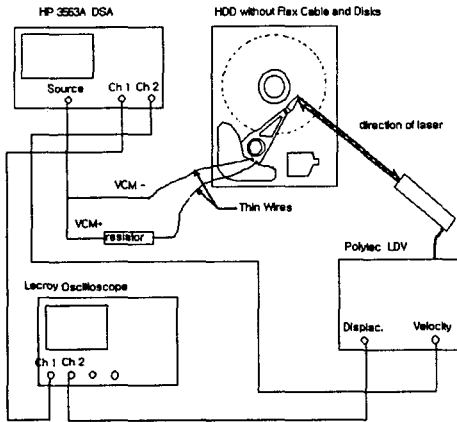 HP 3563A DSA
HDD without Flex Cable and Disks
Source
Ch 1
Ch 2
direction of laser
VCM -
Thin Wires
VCM+
resistor
Polytec LDV
Lecroy Oscilloscope
Displac.
Velocity
Ch 1
Ch 2